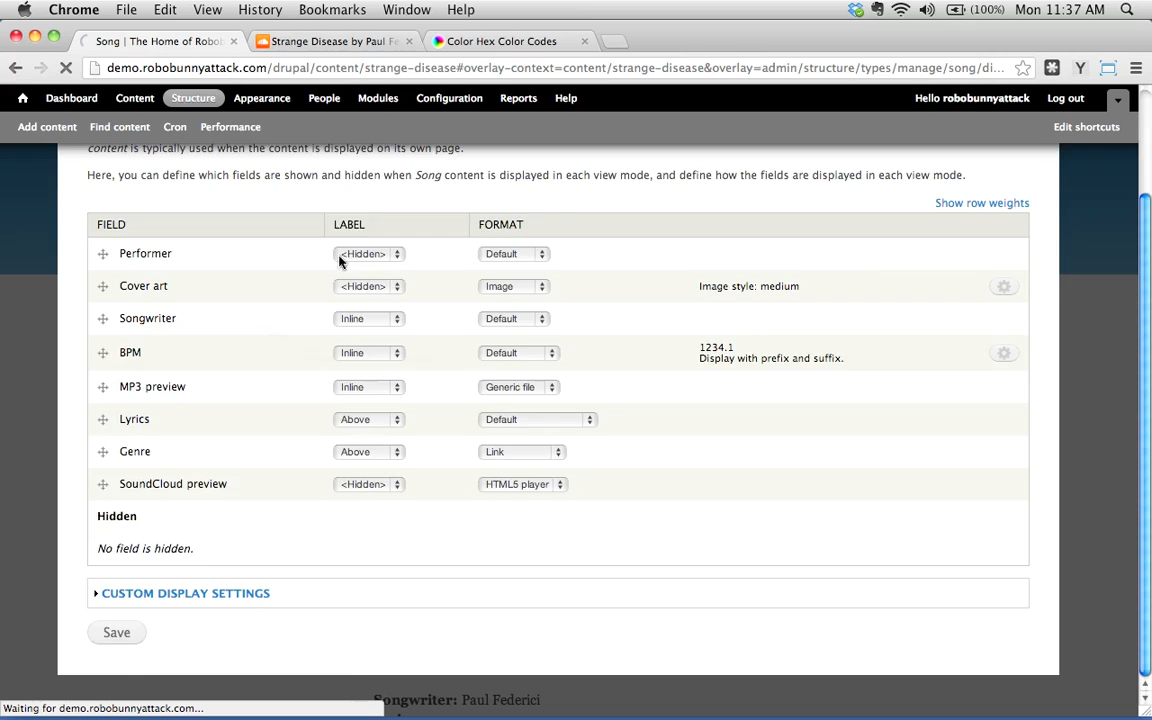 Chrome File Edit View History Bookmarks Window Help (100%) Mon 11:37 AM
Song | The Home of Robo Strange Disease by Paul Fe Color Hex Color Codes
demo.robobunnyattack.com/drupal/content/strange-disease#overlay-context=content/strange-disease&overlay=admin/structure/types/manage/song/di...
Dashboard Content Structure Appearance People Modules Configuration Reports Help Hello robobunnyattack Log out
Add content Find content Cron Performance Edit shortcuts
content is typically used when the content is displayed on its own page.
Here, you can define which fields are shown and hidden when Song content is displayed in each view mode, and define how the fields are displayed in each view mode.
Show row weights
FIELD LABEL FORMAT
Performer <Hidden> Default
Cover art <Hidden> Image Image style: medium
Songwriter Inline Default
BPM Inline Default 1234.1
Display with prefix and suffix.
MP3 preview Inline Generic file
Lyrics Above Default
Genre Above Link
SoundCloud preview <Hidden> HTML5 player
Hidden
No field is hidden.
CUSTOM DISPLAY SETTINGS
Save
Songwriter: Paul Federici
Waiting for demo.robobunnyattack.com...